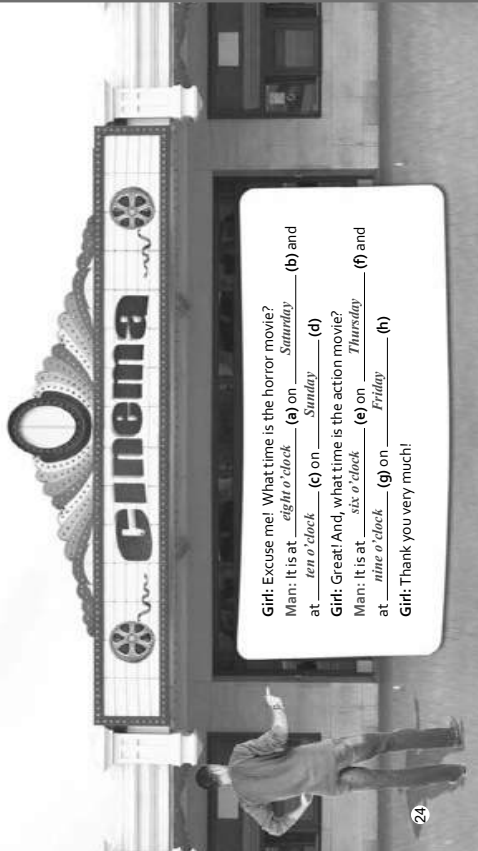 CInema
Girl: Excuse me! What time is the horror movie?
Man: It is at eight o'clock (a) on Saturday (b) and
at ten o'clock (c) on Sunday (d)
Girl: Great! And, what time is the action movie?
Man: It is at six o'clock (e) on Thursday (f) and
at nine o'clock (g) on Friday (h)
Girl: Thank you very much!
24